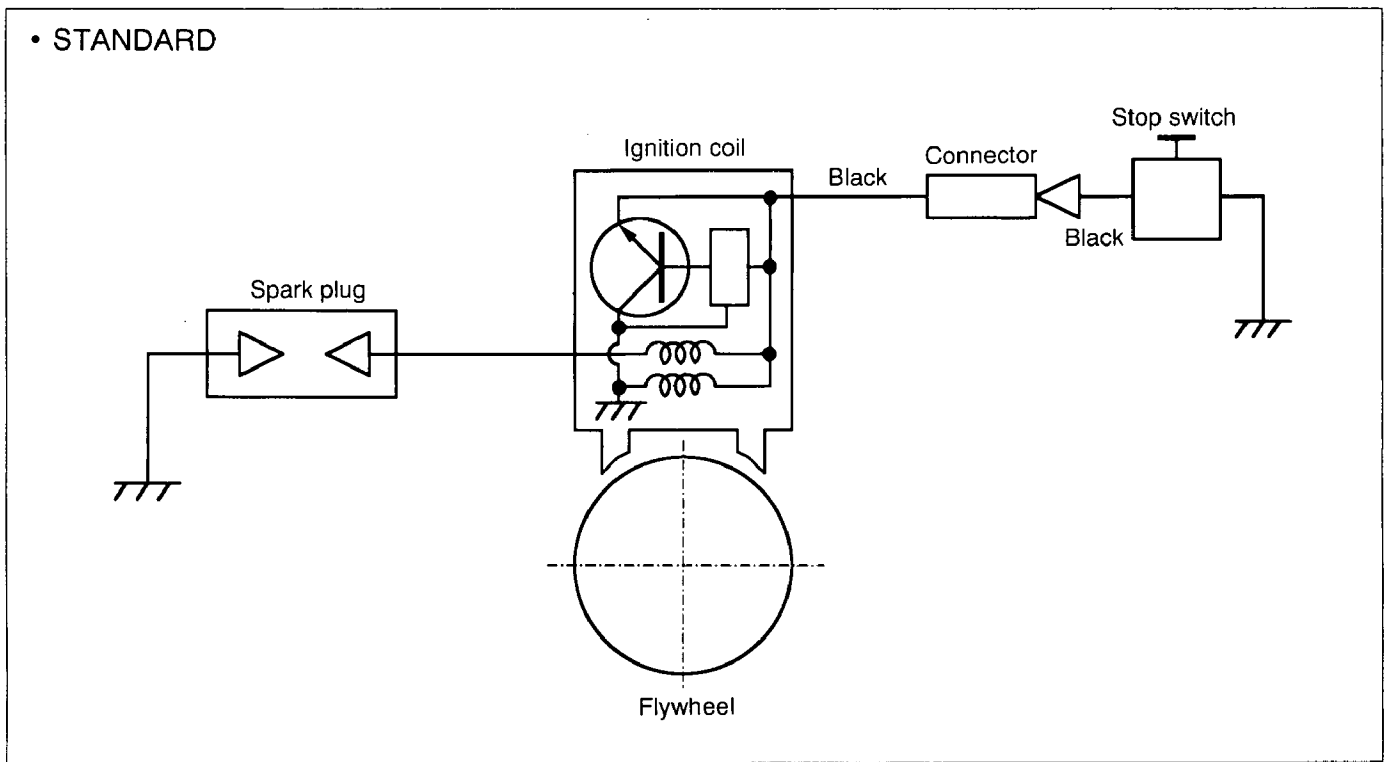 • STANDARD
Stop switch
Ignition coil
Connector
Black
Black
Spark plug
Flywheel